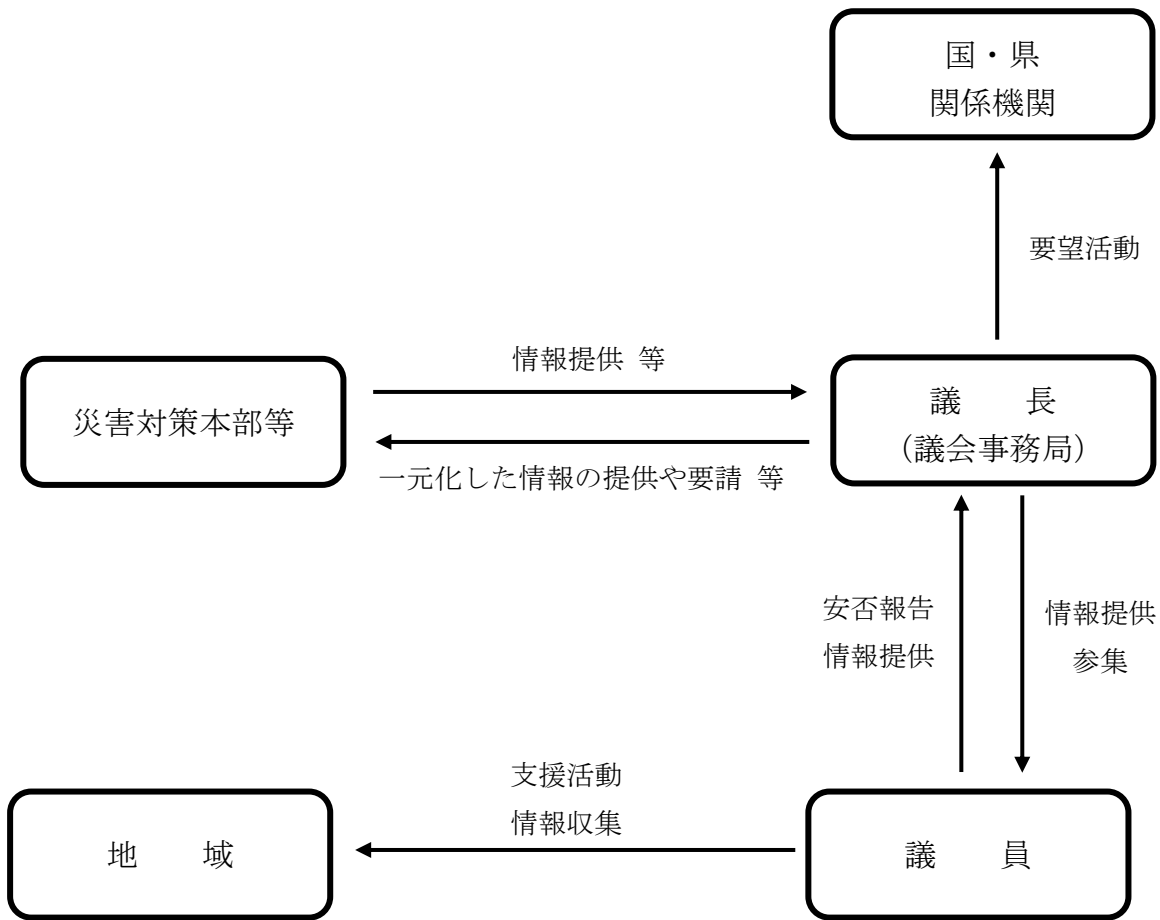 国・県
関係機関
要望活動
情報提供 等
災害対策本部等
議　　長
（議会事務局）
一元化した情報の提供や要請 等
安否報告
情報提供
情報提供
参集
支援活動
情報収集
地　　域
議　　員